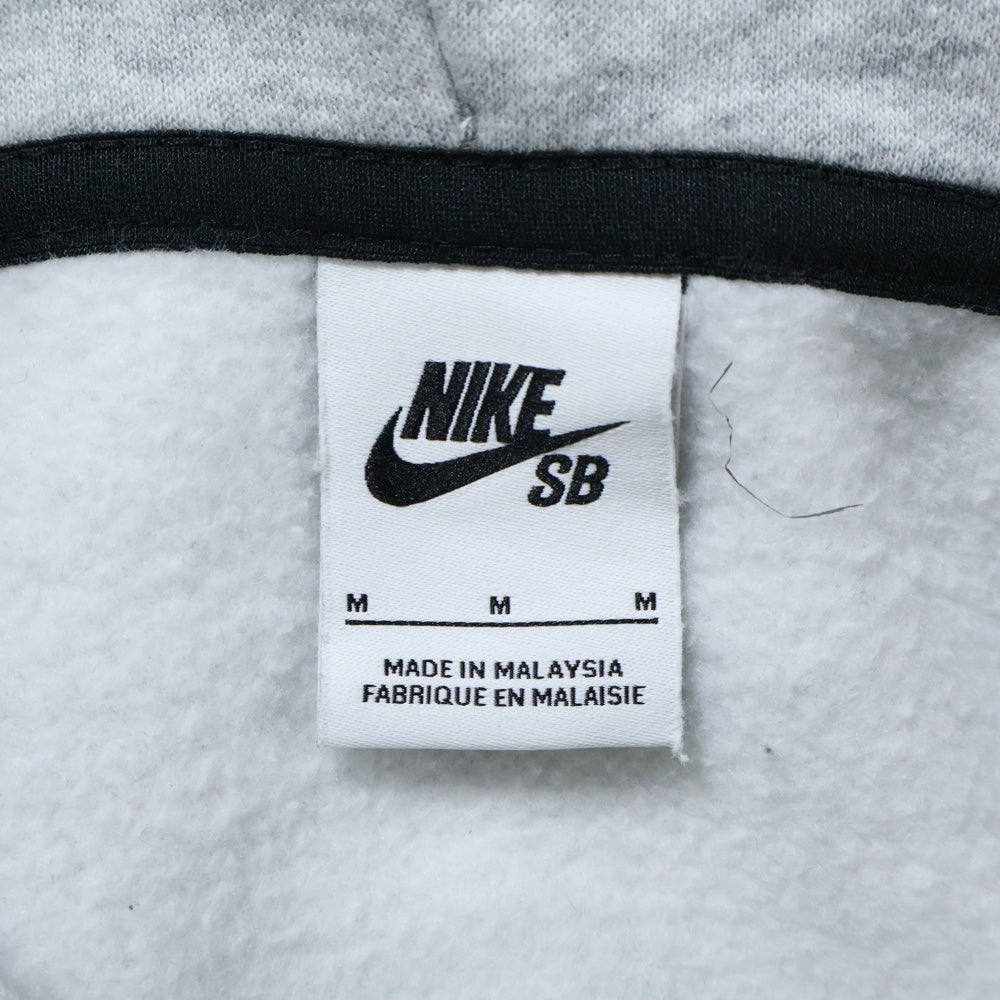 NIKE
SB
M M M
MADE IN MALAYSIA
FABRIQUE EN MALAISIE